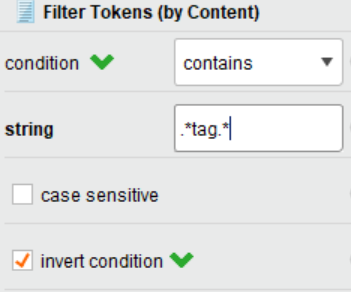 Filter Tokens (by Content)
condition contains
string .*tag.*
case sensitive
invert condition